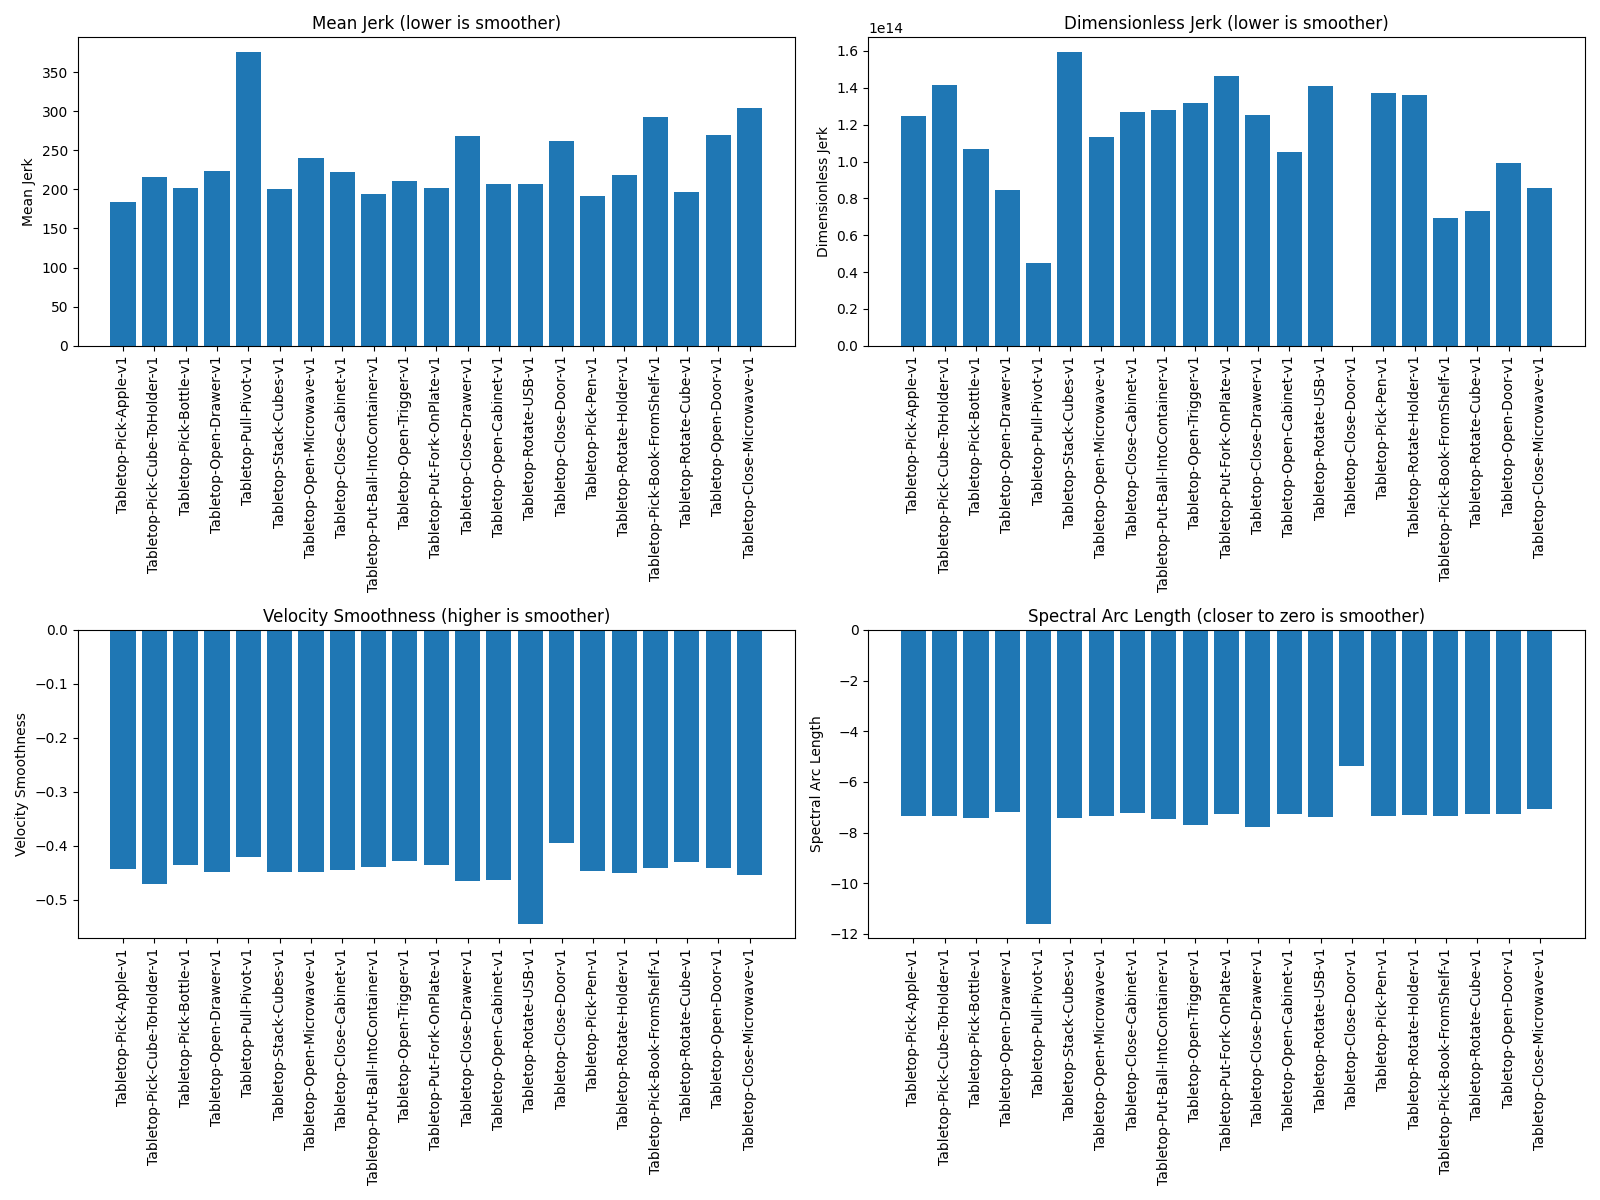 Mean Jerk (lower is smoother)
Mean Jerk
350
300
250
200
150
100
50
0
Tabletop-Pick-Apple-v1
Tabletop-Pick-Cube-ToHolder-v1
Tabletop-Pick-Bottle-v1
Tabletop-Open-Drawer-v1
Tabletop-Pull-Pivot-v1
Tabletop-Stack-Cubes-v1
Tabletop-Open-Microwave-v1
Tabletop-Close-Cabinet-v1
Tabletop-Put-Ball-IntoContainer-v1
Tabletop-Open-Trigger-v1
Tabletop-Put-Fork-OnPlate-v1
Tabletop-Close-Drawer-v1
Tabletop-Open-Cabinet-v1
Tabletop-Rotate-USB-v1
Tabletop-Close-Door-v1
Tabletop-Pick-Pen-v1
Tabletop-Rotate-Holder-v1
Tabletop-Pick-Book-FromShelf-v1
Tabletop-Rotate-Cube-v1
Tabletop-Open-Door-v1
Tabletop-Close-Microwave-v1
Dimensionless Jerk (lower is smoother)
1e14
Dimensionless Jerk
1.6
1.4
1.2
1.0
0.8
0.6
0.4
0.2
0.0
Tabletop-Pick-Apple-v1
Tabletop-Pick-Cube-ToHolder-v1
Tabletop-Pick-Bottle-v1
Tabletop-Open-Drawer-v1
Tabletop-Pull-Pivot-v1
Tabletop-Stack-Cubes-v1
Tabletop-Open-Microwave-v1
Tabletop-Close-Cabinet-v1
Tabletop-Put-Ball-IntoContainer-v1
Tabletop-Open-Trigger-v1
Tabletop-Put-Fork-OnPlate-v1
Tabletop-Close-Drawer-v1
Tabletop-Open-Cabinet-v1
Tabletop-Rotate-USB-v1
Tabletop-Close-Door-v1
Tabletop-Pick-Pen-v1
Tabletop-Rotate-Holder-v1
Tabletop-Pick-Book-FromShelf-v1
Tabletop-Rotate-Cube-v1
Tabletop-Open-Door-v1
Tabletop-Close-Microwave-v1
Velocity Smoothness (higher is smoother)
Velocity Smoothness
0.0
−0.1
−0.2
−0.3
−0.4
−0.5
Tabletop-Pick-Apple-v1
Tabletop-Pick-Cube-ToHolder-v1
Tabletop-Pick-Bottle-v1
Tabletop-Open-Drawer-v1
Tabletop-Pull-Pivot-v1
Tabletop-Stack-Cubes-v1
Tabletop-Open-Microwave-v1
Tabletop-Close-Cabinet-v1
Tabletop-Put-Ball-IntoContainer-v1
Tabletop-Open-Trigger-v1
Tabletop-Put-Fork-OnPlate-v1
Tabletop-Close-Drawer-v1
Tabletop-Open-Cabinet-v1
Tabletop-Rotate-USB-v1
Tabletop-Close-Door-v1
Tabletop-Pick-Pen-v1
Tabletop-Rotate-Holder-v1
Tabletop-Pick-Book-FromShelf-v1
Tabletop-Rotate-Cube-v1
Tabletop-Open-Door-v1
Tabletop-Close-Microwave-v1
Spectral Arc Length (closer to zero is smoother)
Spectral Arc Length
0
−2
−4
−6
−8
−10
−12
Tabletop-Pick-Apple-v1
Tabletop-Pick-Cube-ToHolder-v1
Tabletop-Pick-Bottle-v1
Tabletop-Open-Drawer-v1
Tabletop-Pull-Pivot-v1
Tabletop-Stack-Cubes-v1
Tabletop-Open-Microwave-v1
Tabletop-Close-Cabinet-v1
Tabletop-Put-Ball-IntoContainer-v1
Tabletop-Open-Trigger-v1
Tabletop-Put-Fork-OnPlate-v1
Tabletop-Close-Drawer-v1
Tabletop-Open-Cabinet-v1
Tabletop-Rotate-USB-v1
Tabletop-Close-Door-v1
Tabletop-Pick-Pen-v1
Tabletop-Rotate-Holder-v1
Tabletop-Pick-Book-FromShelf-v1
Tabletop-Rotate-Cube-v1
Tabletop-Open-Door-v1
Tabletop-Close-Microwave-v1